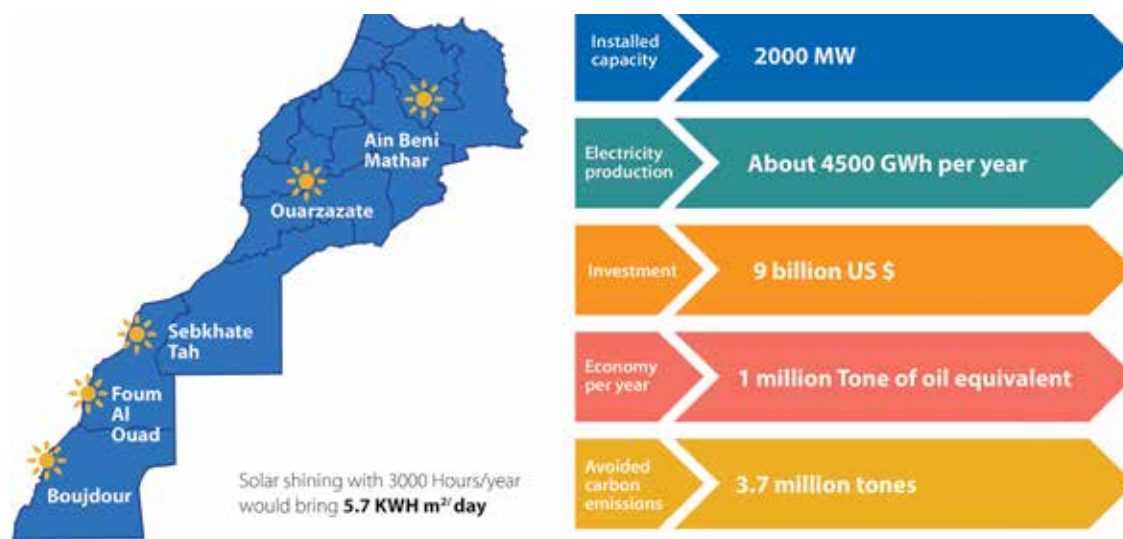 Ain Beni
Mathar
Ouarzazate
Sebkhate
Tah
Foum
Al
Ouad
Boujdour
Solar shining with 3000 Hours/year
would bring 5.7 KWH m²/ day
Installed
capacity
2000 MW
Electricity
production
About 4500 GWh per year
Investment
9 billion US $
Economy
per year
1 million Tone of oil equivalent
Avoided
carbon
emissions
3.7 million tones